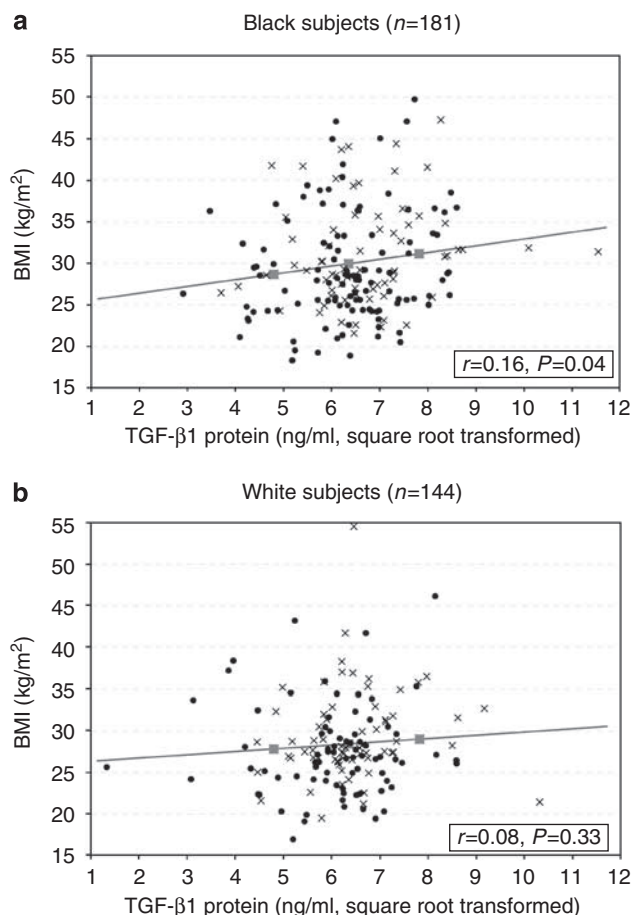 a
Black subjects (n=181)
55
50
45
40
35
30
25
20
15
BMI (kg/m²)
r=0.16, P=0.04
1 2 3 4 5 6 7 8 9 10 11 12
TGF-β1 protein (ng/ml, square root transformed)
b
White subjects (n=144)
55
50
45
40
35
30
25
20
15
BMI (kg/m²)
r=0.08, P=0.33
1 2 3 4 5 6 7 8 9 10 11 12
TGF-β1 protein (ng/ml, square root transformed)